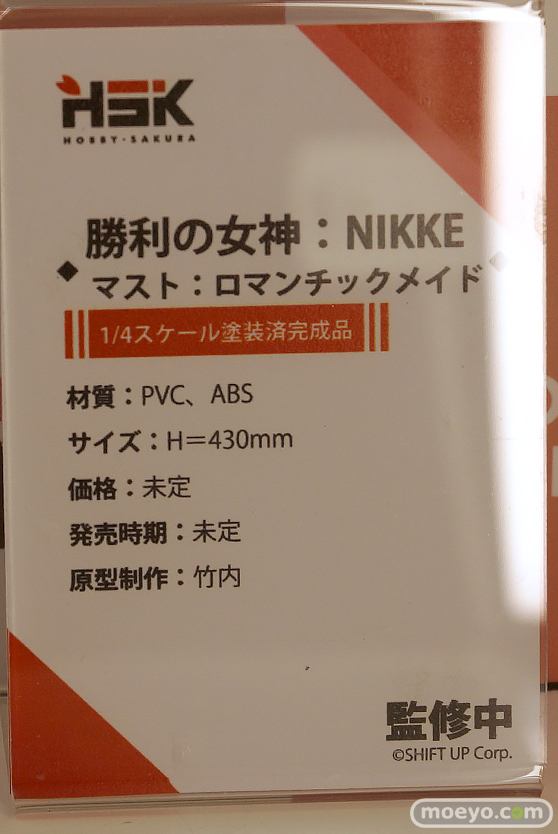 HSK
HOBBY·SAKURA
勝利の女神：NIKKE
マスト：ロマンチックメイド
1/4スケール塗装済完成品
材質：PVC、ABS
サイズ：H＝430mm
価格：未定
発売時期：未定
原型制作：竹内
監修中
©SHIFT UP Corp.
moeyo.com